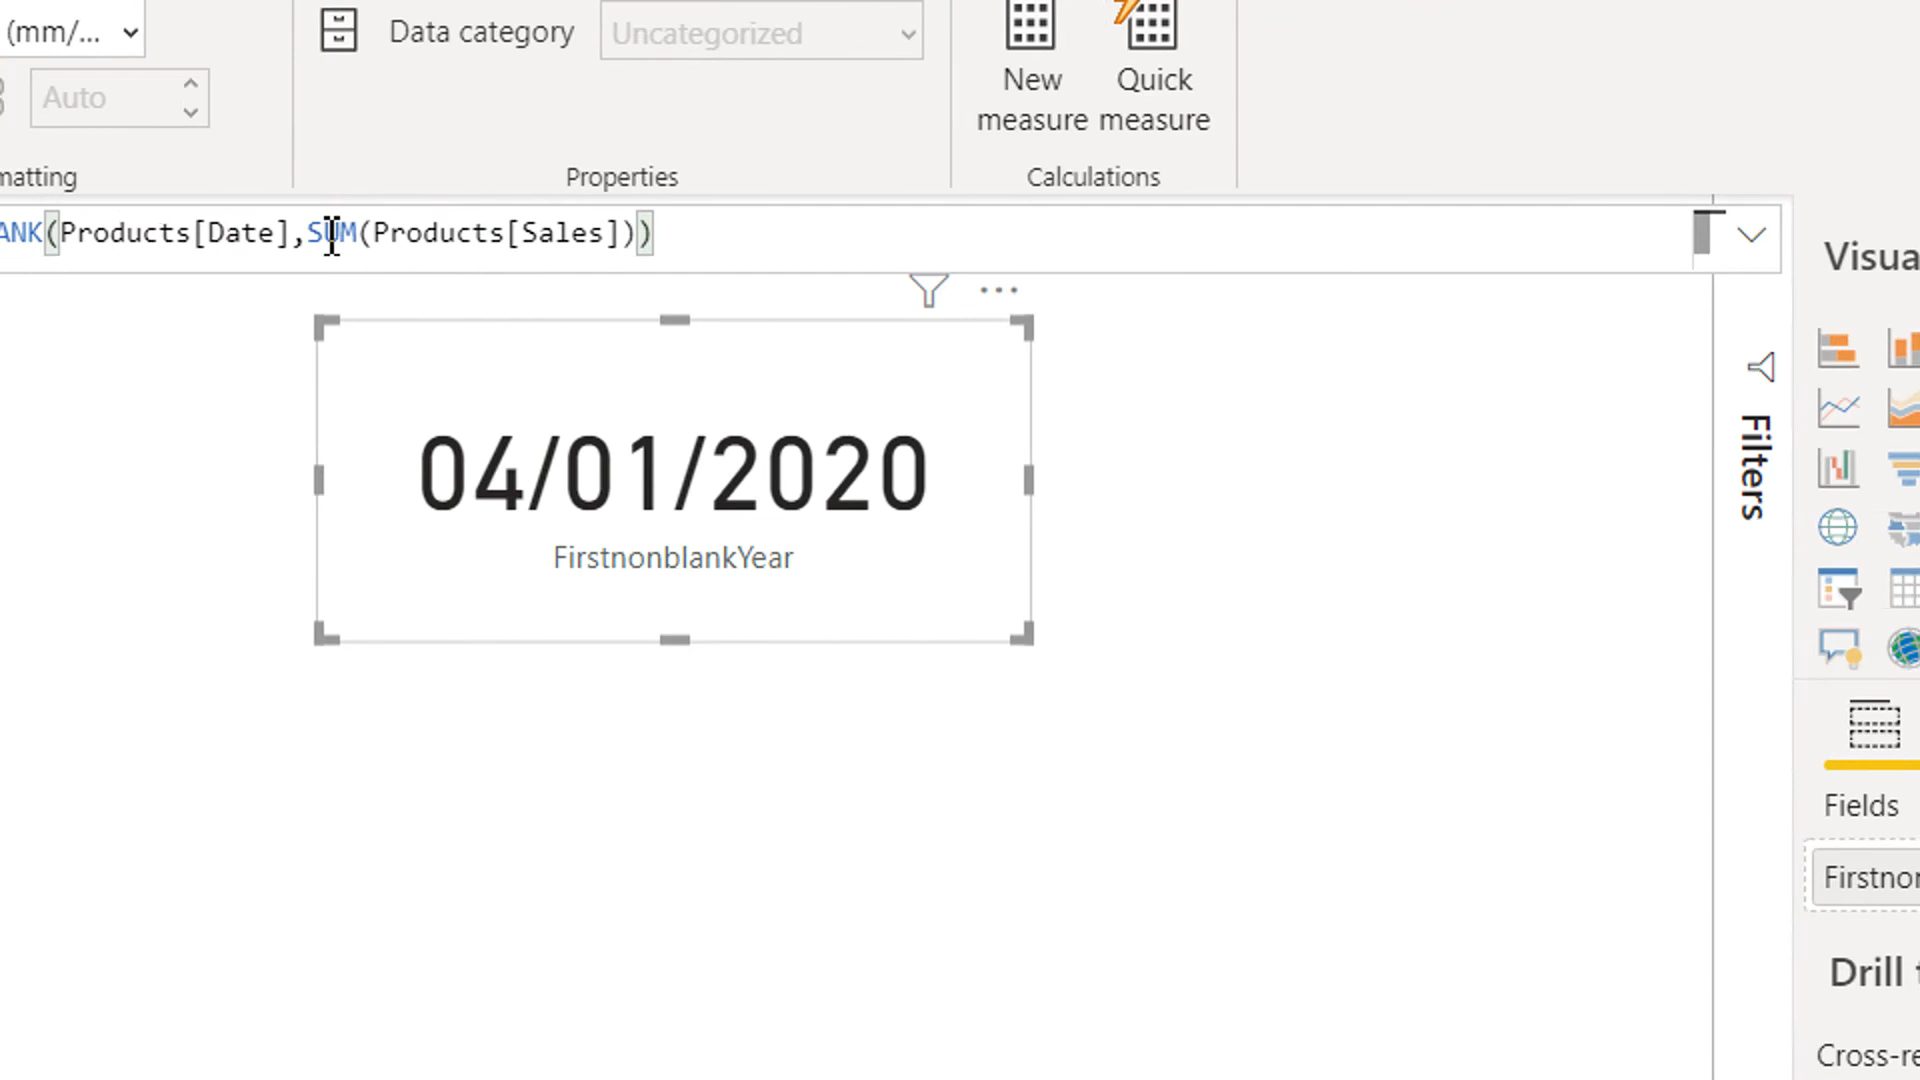 (mm/...
Data category
Uncategorized
Auto
New measure
Quick measure
matting
Properties
Calculations
ANK(Products[Date],SUM(Products[Sales]))
Visua
04/01/2020
FirstnonblankYear
Filters
Fields
Firstnon
Drill t
Cross-re